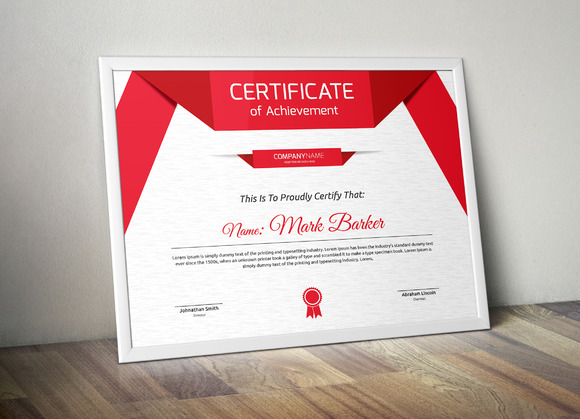 CERTIFICATE
of Achievement
COMPANYNAME
This Is To Proudly Certify That:
Name: Mark Barker
Lorem Ipsum is simply dummy text of the printing and typesetting industry. Lorem Ipsum has been the industry's standard dummy text
ever since the 1500s, when an unknown printer took a galley of type and scrambled it to make a type specimen book. Lorem Ipsum is
simply dummy text of the printing and typesetting industry. Lorem.
Johnathan Smith
Director
Abraham Lincoln
Chairman